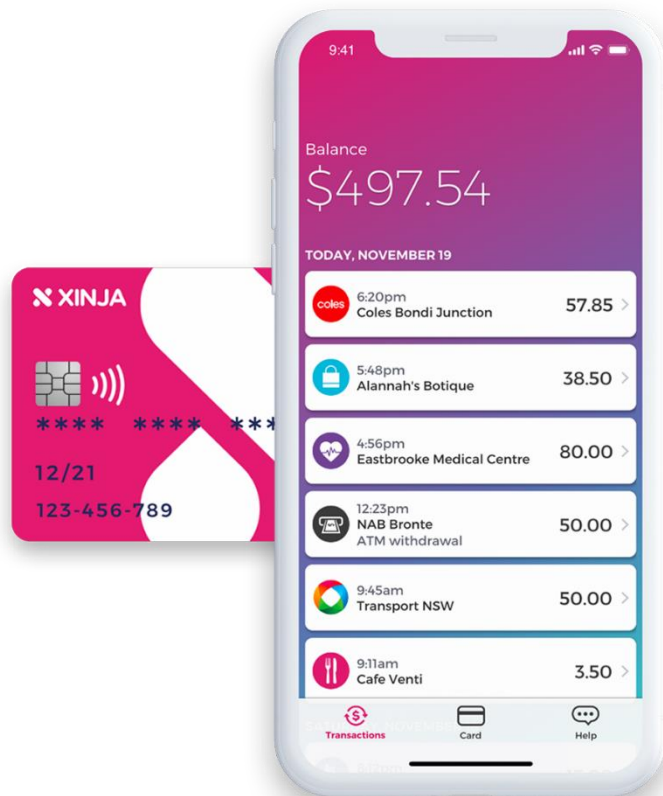 XINJA
**** **** ***
12/21
123-456-789
9:41
Balance
$497.54
TODAY, NOVEMBER 19
coles
6:20pm
Coles Bondi Junction
57.85
5:48pm
Alannah's Botique
38.50
4:56pm
Eastbrooke Medical Centre
80.00
12:23pm
NAB Bronte
ATM withdrawal
50.00
9:45am
Transport NSW
50.00
9:11am
Cafe Venti
3.50
Transactions
Card
Help